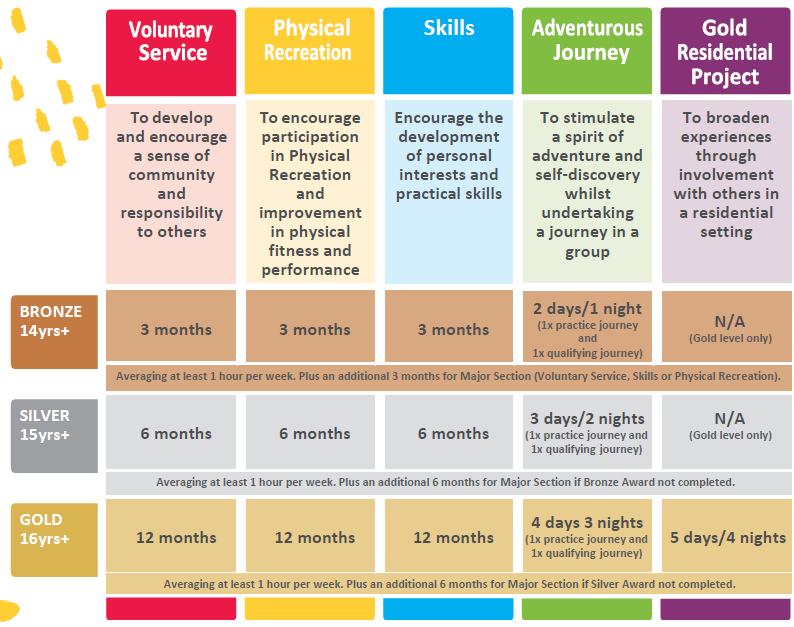 Voluntary
Service
Physical
Recreation
Skills
Adventurous
Journey
Gold
Residential
Project
To develop
and encourage
a sense of
community
and
responsibility
to others
To encourage
participation
in Physical
Recreation
and
improvement
in physical
fitness and
performance
Encourage the
development
of personal
interests and
practical skills
To stimulate
a spirit of
adventure and
self-discovery
whilst
undertaking
a journey in a
group
To broaden
experiences
through
involvement
with others in
a residential
setting
BRONZE
14yrs+
3 months
3 months
3 months
2 days/1 night
(1x practice journey
and
1x qualifying journey)
N/A
(Gold level only)
Averaging at least 1 hour per week. Plus an additional 3 months for Major Section (Voluntary Service, Skills or Physical Recreation).
SILVER
15yrs+
6 months
6 months
6 months
3 days/2 nights
(1x practice journey and
1x qualifying journey)
N/A
(Gold level only)
Averaging at least 1 hour per week. Plus an additional 6 months for Major Section if Bronze Award not completed.
GOLD
16yrs+
12 months
12 months
12 months
4 days 3 nights
(1x practice journey and
1x qualifying journey)
5 days/4 nights
Averaging at least 1 hour per week. Plus an additional 6 months for Major Section if Silver Award not completed.